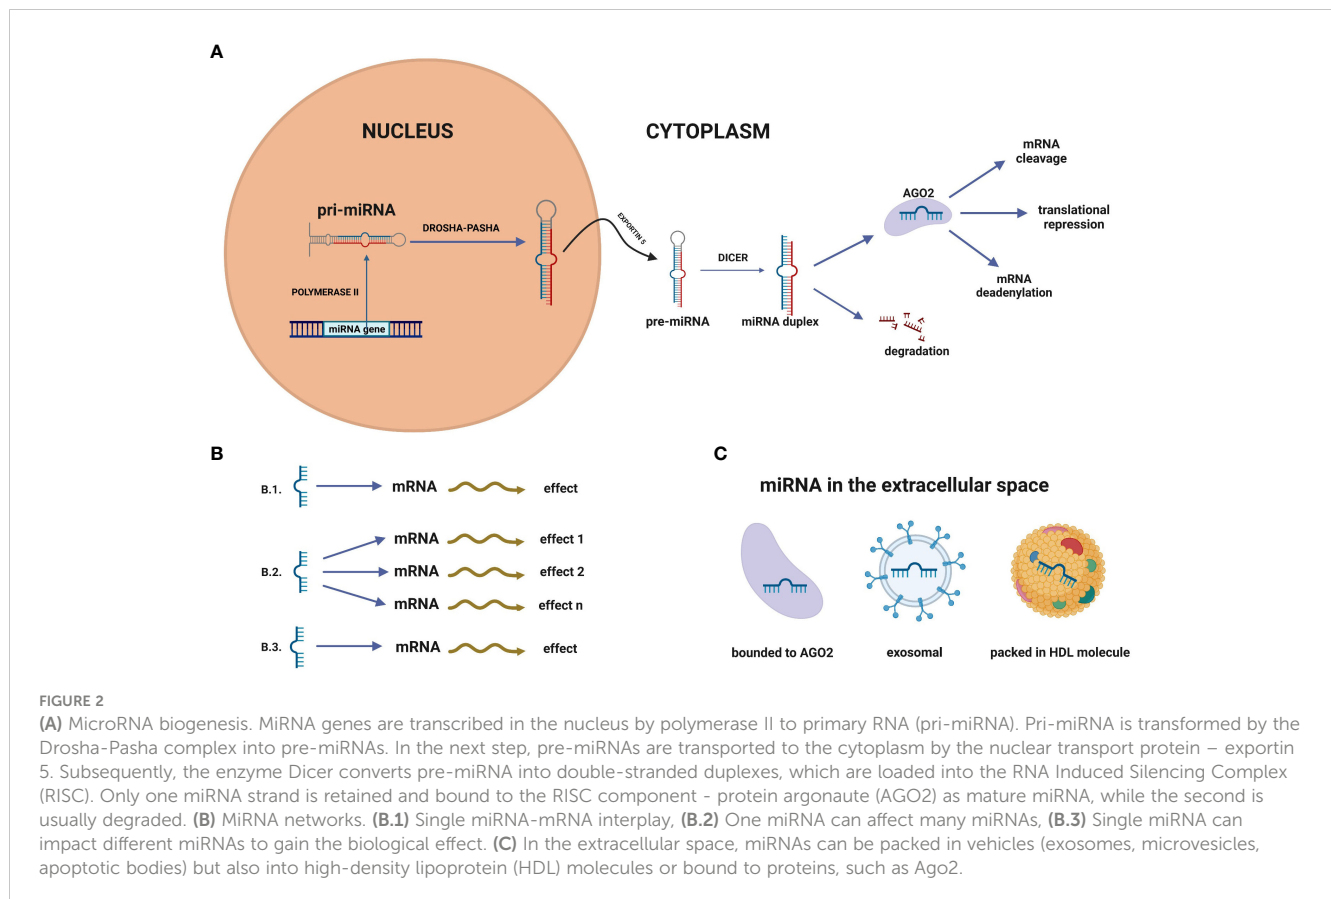 A
NUCLEUS
CYTOPLASM
pri-miRNA
DROSHA-PASHA
POLYMERASE II
miRNA gene
EXPORTIN 5
pre-miRNA
DICER
miRNA duplex
AGO2
mRNA
cleavage
translational
repression
mRNA
deadenylation
degradation
B
B.1.
mRNA
effect
B.2.
mRNA
effect 1
mRNA
effect 2
mRNA
effect n
B.3.
mRNA
effect
C
miRNA in the extracellular space
bounded to AGO2
exosomal
packed in HDL molecule
FIGURE 2
(A) MicroRNA biogenesis. MiRNA genes are transcribed in the nucleus by polymerase II to primary RNA (pri-miRNA). Pri-miRNA is transformed by the
Drosha-Pasha complex into pre-miRNAs. In the next step, pre-miRNAs are transported to the cytoplasm by the nuclear transport protein – exportin
5. Subsequently, the enzyme Dicer converts pre-miRNA into double-stranded duplexes, which are loaded into the RNA Induced Silencing Complex
(RISC). Only one miRNA strand is retained and bound to the RISC component - protein argonaute (AGO2) as mature miRNA, while the second is
usually degraded. (B) MiRNA networks. (B.1) Single miRNA-mRNA interplay, (B.2) One miRNA can affect many miRNAs, (B.3) Single miRNA can
impact different miRNAs to gain the biological effect. (C) In the extracellular space, miRNAs can be packed in vehicles (exosomes, microvesicles,
apoptotic bodies) but also into high-density lipoprotein (HDL) molecules or bound to proteins, such as Ago2.